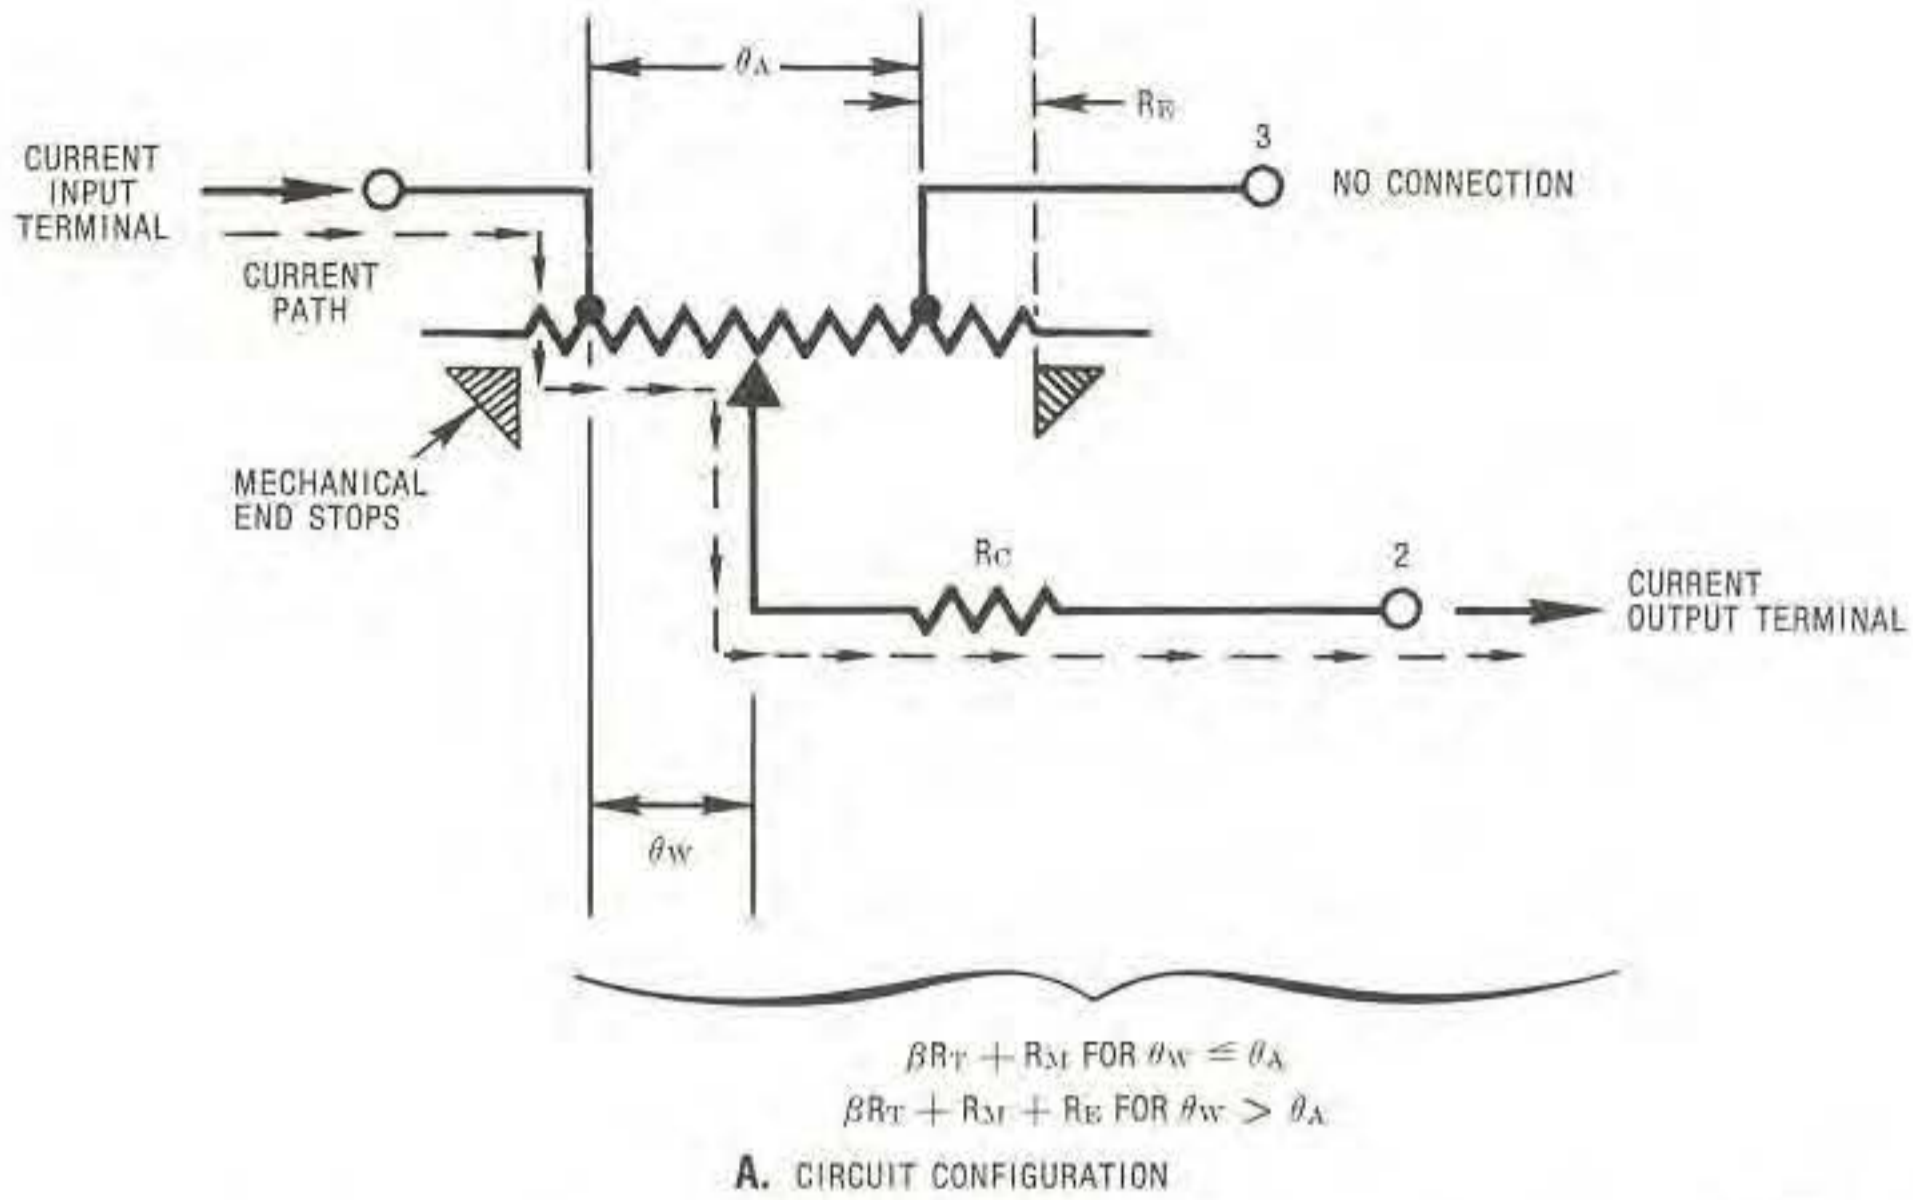 θA
RE
3
CURRENT
INPUT
TERMINAL
NO CONNECTION
CURRENT
PATH
MECHANICAL
END STOPS
RC
2
CURRENT
OUTPUT TERMINAL
θW
βRT + RM FOR θW ≤ θA
βRT + RM + RE FOR θW > θA
A. CIRCUIT CONFIGURATION